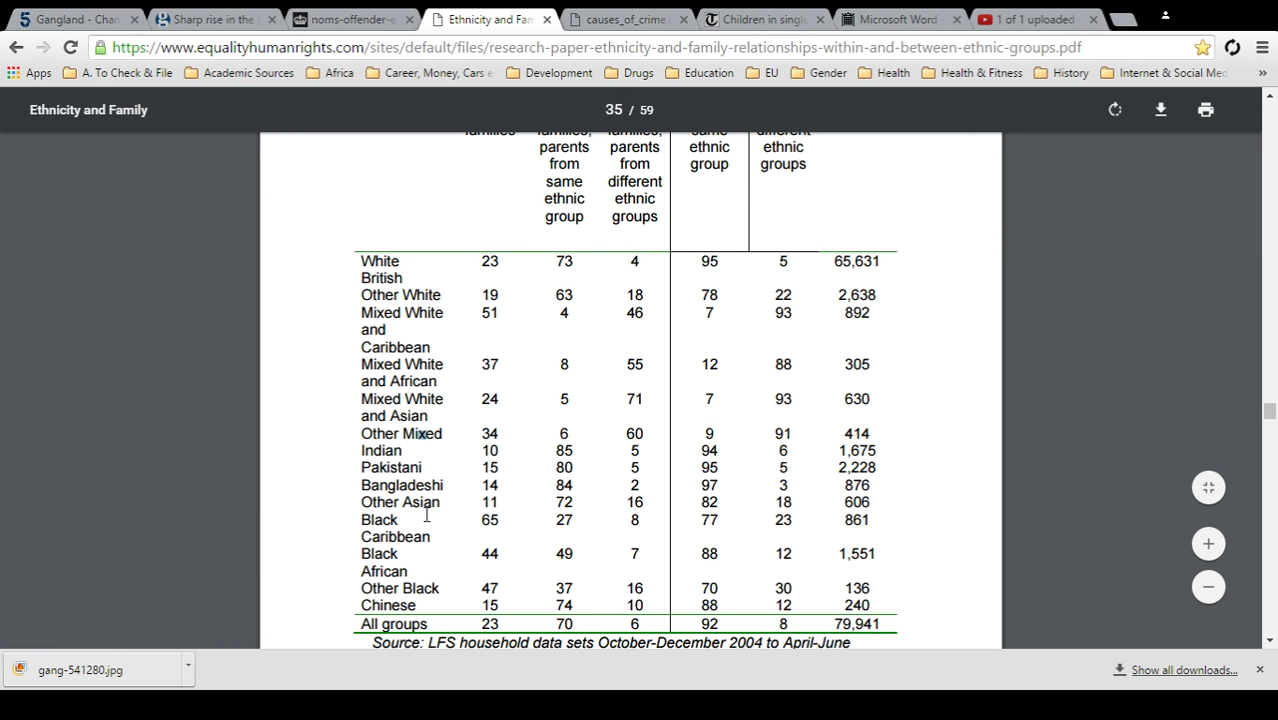 Gangland - Chan
Sharp rise in the
noms-offender-e
Ethnicity and Fam
causes_of_crime.
Children in single
Microsoft Word
1 of 1 uploaded
https://www.equalityhumanrights.com/sites/default/files/research-paper-ethnicity-and-family-relationships-within-and-between-ethnic-groups.pdf
Apps A. To Check & File Academic Sources Africa Career, Money, Cars e Development Drugs Education EU Gender Health Health & Fitness History Internet & Social Med »
Ethnicity and Family 35 / 59
families families, families, same different
parents parents ethnic ethnic
from from group groups
same different
ethnic ethnic
group groups
White 23 73 4 95 5 65,631
British
Other White 19 63 18 78 22 2,638
Mixed White 51 4 46 7 93 892
and
Caribbean
Mixed White 37 8 55 12 88 305
and African
Mixed White 24 5 71 7 93 630
and Asian
Other Mixed 34 6 60 9 91 414
Indian 10 85 5 94 6 1,675
Pakistani 15 80 5 95 5 2,228
Bangladeshi 14 84 2 97 3 876
Other Asian 11 72 16 82 18 606
Black 65 27 8 77 23 861
Caribbean
Black 44 49 7 88 12 1,551
African
Other Black 47 37 16 70 30 136
Chinese 15 74 10 88 12 240
All groups 23 70 6 92 8 79,941
Source: LFS household data sets October-December 2004 to April-June
gang-541280.jpg
Show all downloads...